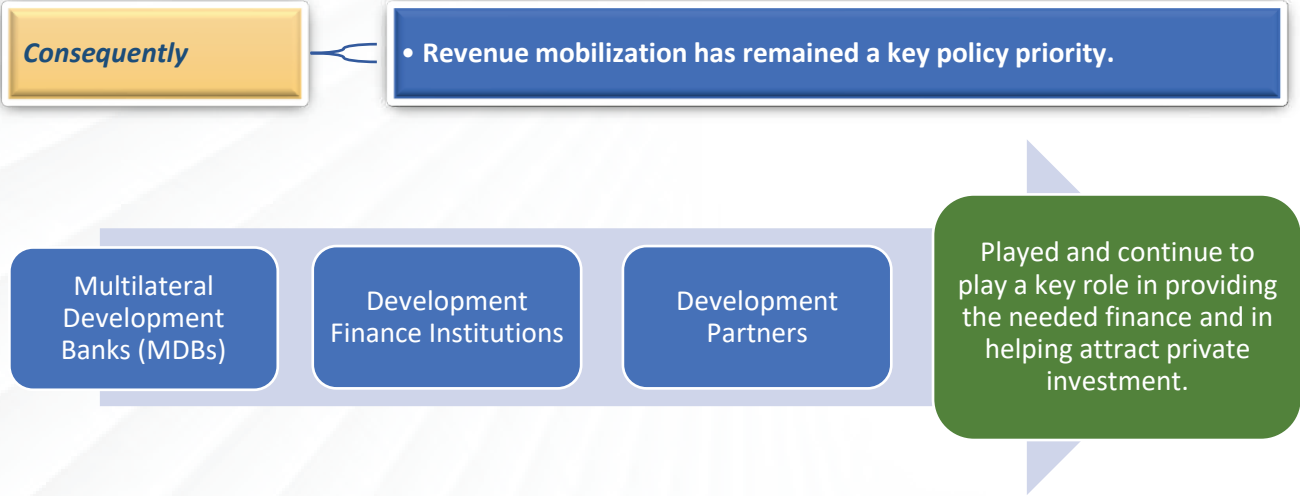 Consequently
• Revenue mobilization has remained a key policy priority.
Multilateral
Development
Banks (MDBs)
Development
Finance Institutions
Development
Partners
Played and continue to
play a key role in providing
the needed finance and in
helping attract private
investment.